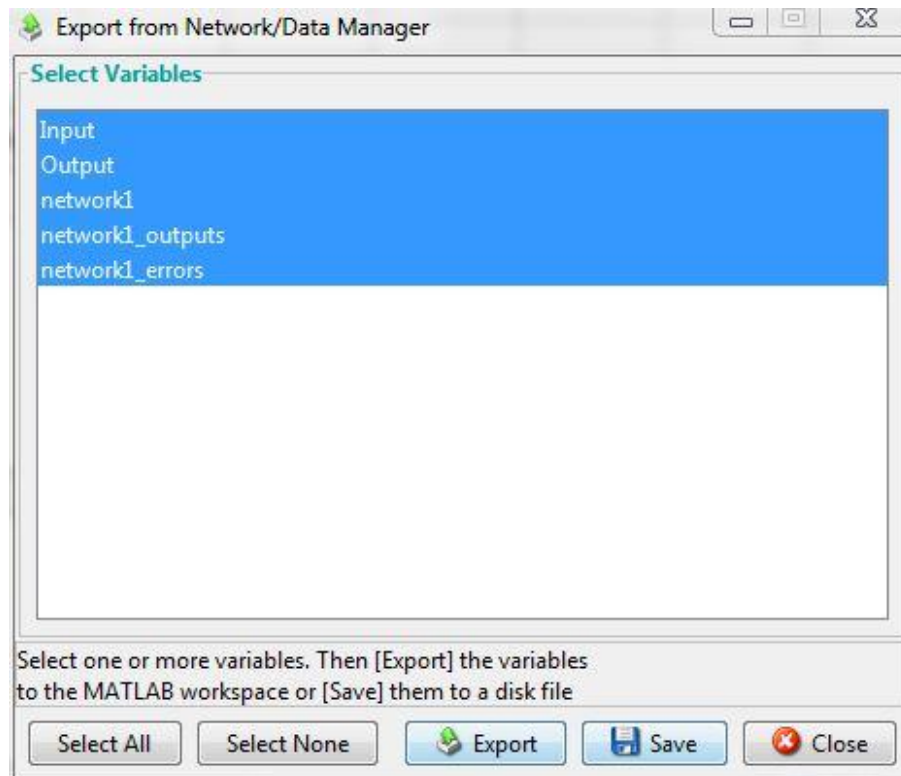 Export from Network/Data Manager
Select Variables
Input
Output
network1
network1_outputs
network1_errors
Select one or more variables. Then [Export] the variables
to the MATLAB workspace or [Save] them to a disk file
Select All Select None Export Save Close